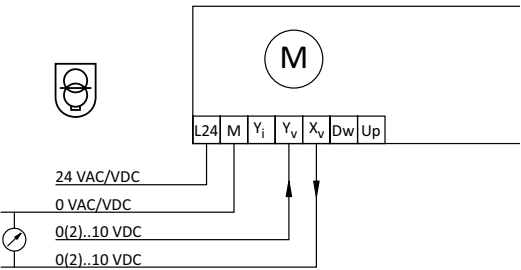 M
L24 M Yi Yv Xv Dw Up
24 VAC/VDC
0 VAC/VDC
0(2)..10 VDC
0(2)..10 VDC